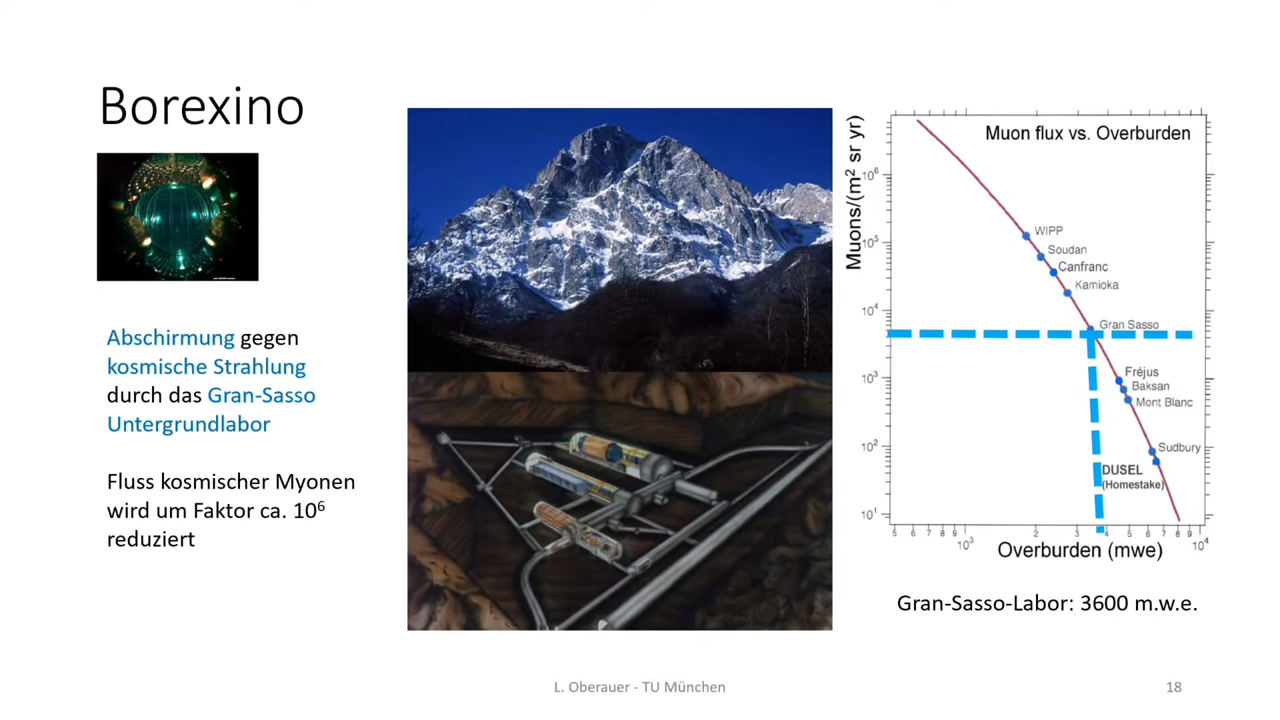 Borexino
Abschirmung gegen
kosmische Strahlung
durch das Gran-Sasso
Untergrundlabor
Fluss kosmischer Myonen
wird um Faktor ca. 10⁶
reduziert
Muon flux vs. Overburden
Muons/(m² sr yr)
10⁶
10⁵
10⁴
10³
10²
10¹
WIPP
Soudan
Canfranc
Kamioka
Gran Sasso
Fréjus
Baksan
Mont Blanc
Sudbury
DUSEL
(Homestake)
5 6 7 8 9 10³ 2 3 4 5 6 7 8 9 10⁴
Overburden (mwe)
Gran-Sasso-Labor: 3600 m.w.e.
L. Oberauer - TU München
18